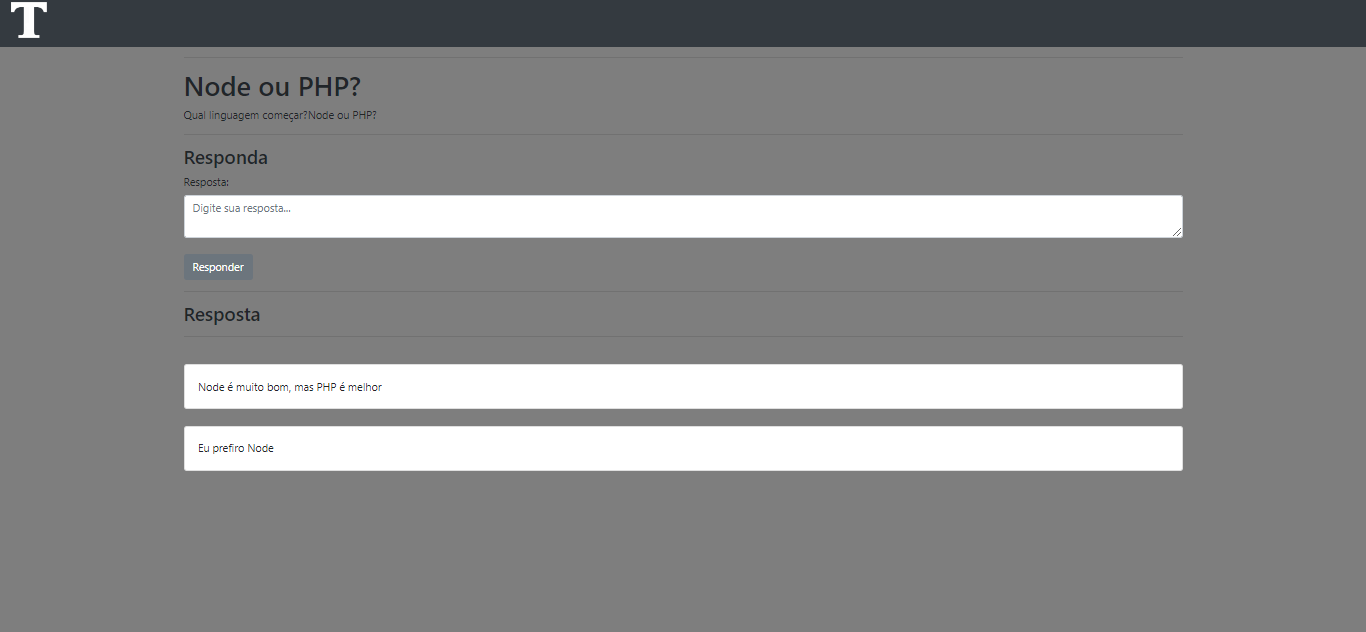 T
Node ou PHP?
Qual linguagem começar?Node ou PHP?
Responda
Resposta:
Digite sua resposta...
Responder
Resposta
Node é muito bom, mas PHP é melhor
Eu prefiro Node